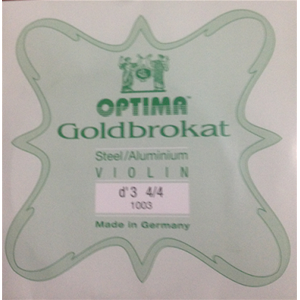 OPTIMA
Goldbrokat
Steel/Aluminium
VIOLIN
d'3 4/4
1003
Made in Germany